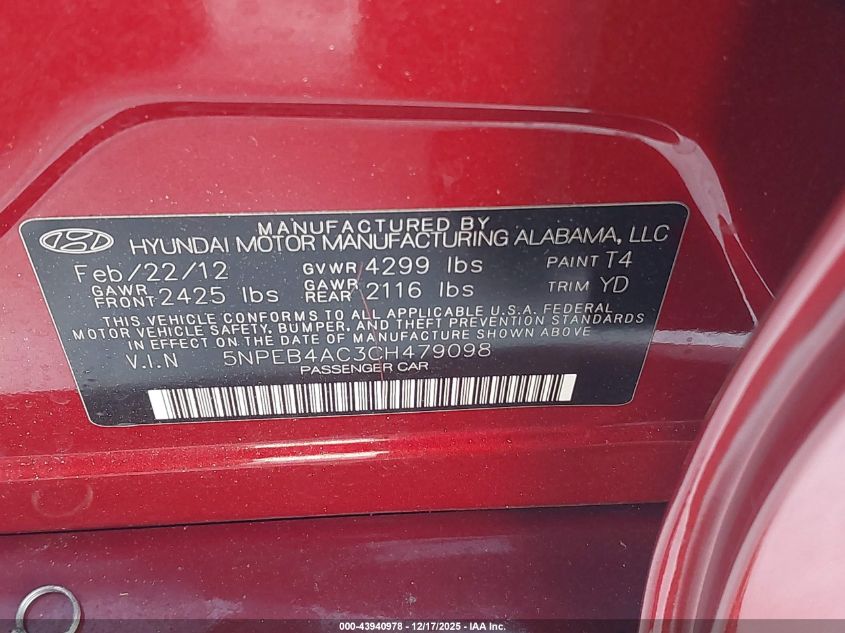 MANUFACTURED BY
HYUNDAI MOTOR MANUFACTURING ALABAMA, LLC
Feb/22/12 GVWR 4299 lbs PAINT T4
GAWR FRONT 2425 lbs GAWR REAR 2116 lbs TRIM YD
THIS VEHICLE CONFORMS TO ALL APPLICABLE U.S.A. FEDERAL
MOTOR VEHICLE SAFETY, BUMPER, AND THEFT PREVENTION STANDARDS
IN EFFECT ON THE DATE OF MANUFACTURE SHOWN ABOVE
V.I.N 5NPEB4AC3CH479098
PASSENGER CAR
000-43940978 - 12/17/2025 - IAA Inc.